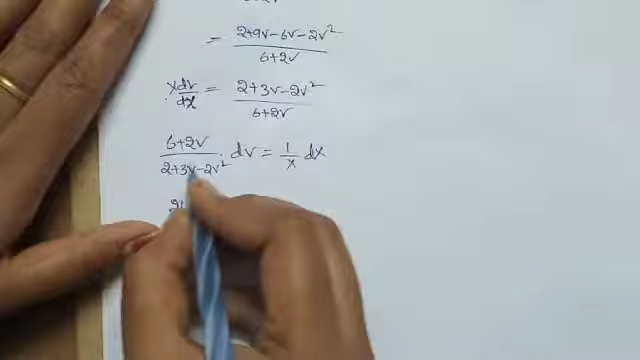 = (2+9v-6v-2v²)/(6+2v)
x dv/dx = (2+3v-2v²)/(6+2v)
(6+2v)/(2+3v-2v²) dv = 1/x dx